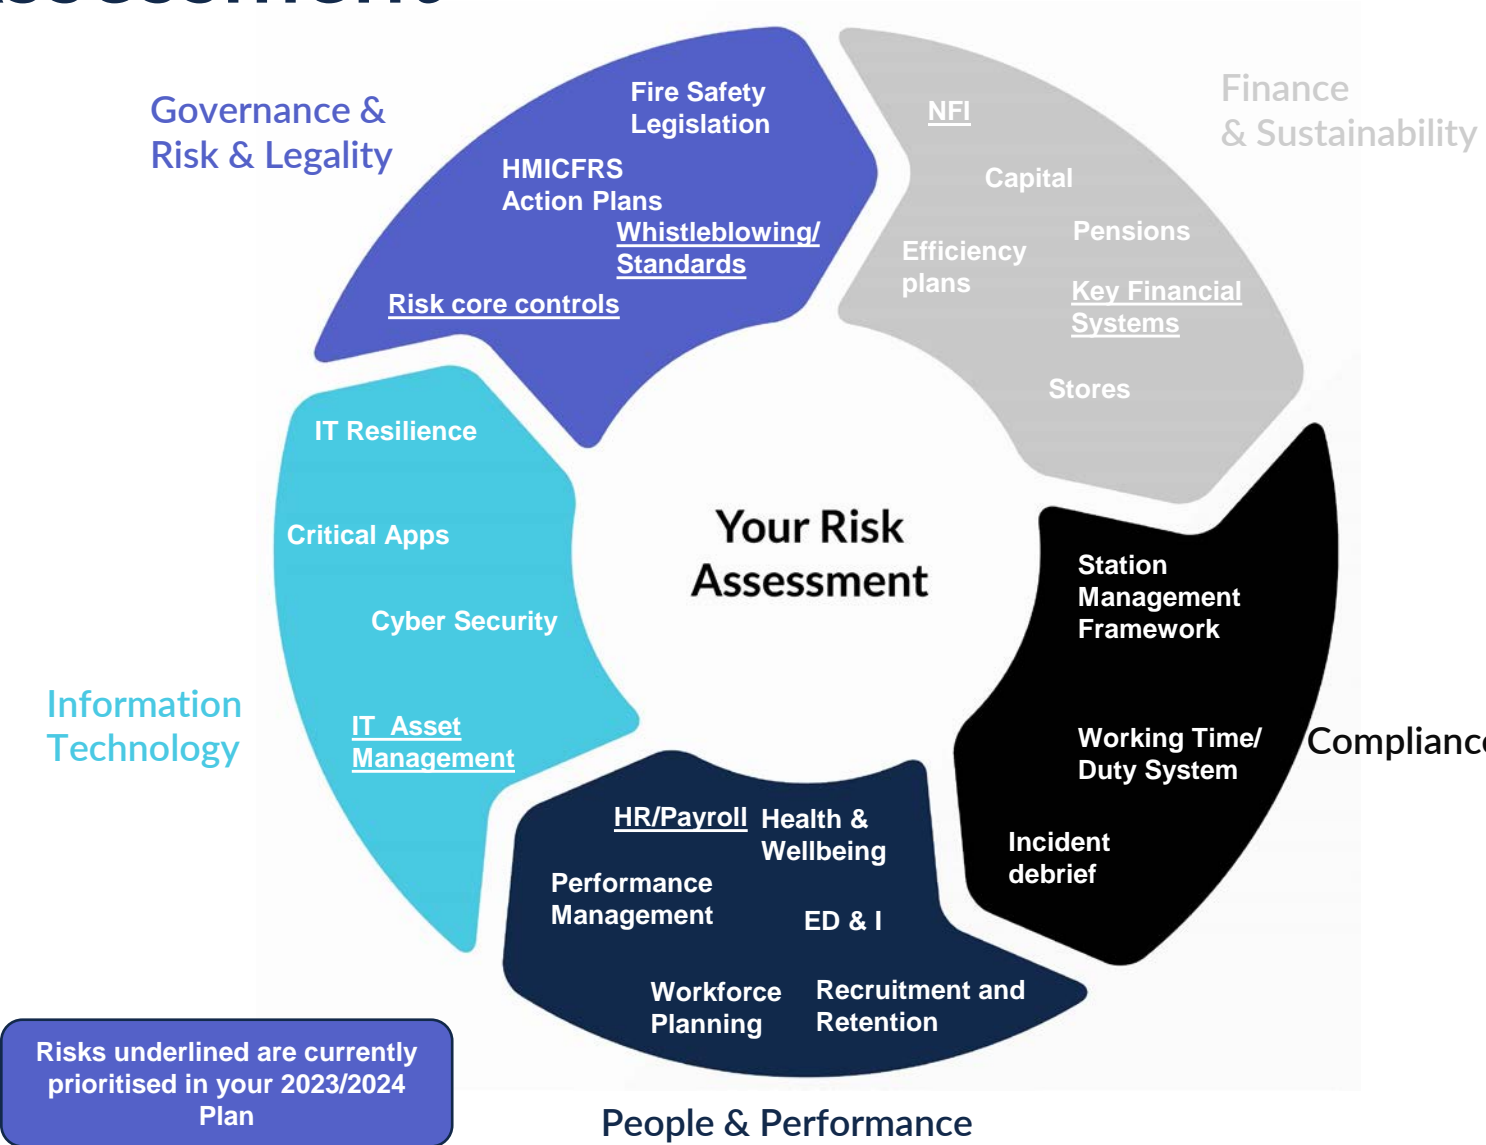 Governance &
Risk & Legality
Fire Safety
Legislation
HMICFRS
Action Plans
Whistleblowing/
Standards
Risk core controls
Finance
& Sustainability
NFI
Capital
Pensions
Efficiency
plans
Key Financial
Systems
Stores
IT Resilience
Critical Apps
Cyber Security
IT Asset
Management
Information
Technology
Your Risk
Assessment
Station
Management
Framework
Working Time/
Duty System
Incident
debrief
HR/Payroll
Health &
Wellbeing
Performance
Management
ED & I
Workforce
Planning
Recruitment and
Retention
People & Performance
Risks underlined are currently
prioritised in your 2023/2024
Plan